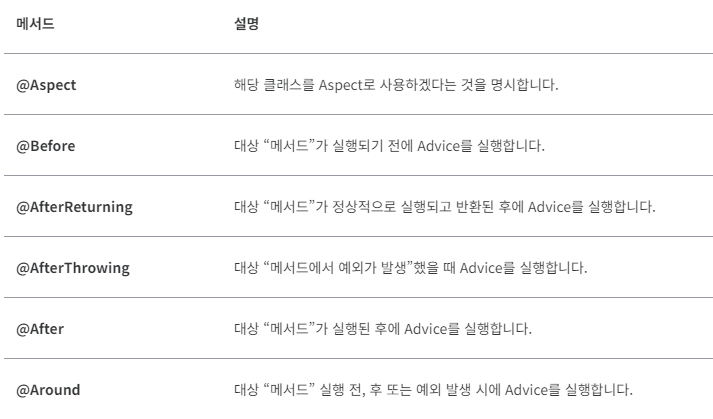 메서드 설명
@Aspect 해당 클래스를 Aspect로 사용하겠다는 것을 명시합니다.
@Before 대상 “메서드”가 실행되기 전에 Advice를 실행합니다.
@AfterReturning 대상 “메서드”가 정상적으로 실행되고 반환된 후에 Advice를 실행합니다.
@AfterThrowing 대상 “메서드에서 예외가 발생”했을 때 Advice를 실행합니다.
@After 대상 “메서드”가 실행된 후에 Advice를 실행합니다.
@Around 대상 “메서드” 실행 전, 후 또는 예외 발생 시에 Advice를 실행합니다.